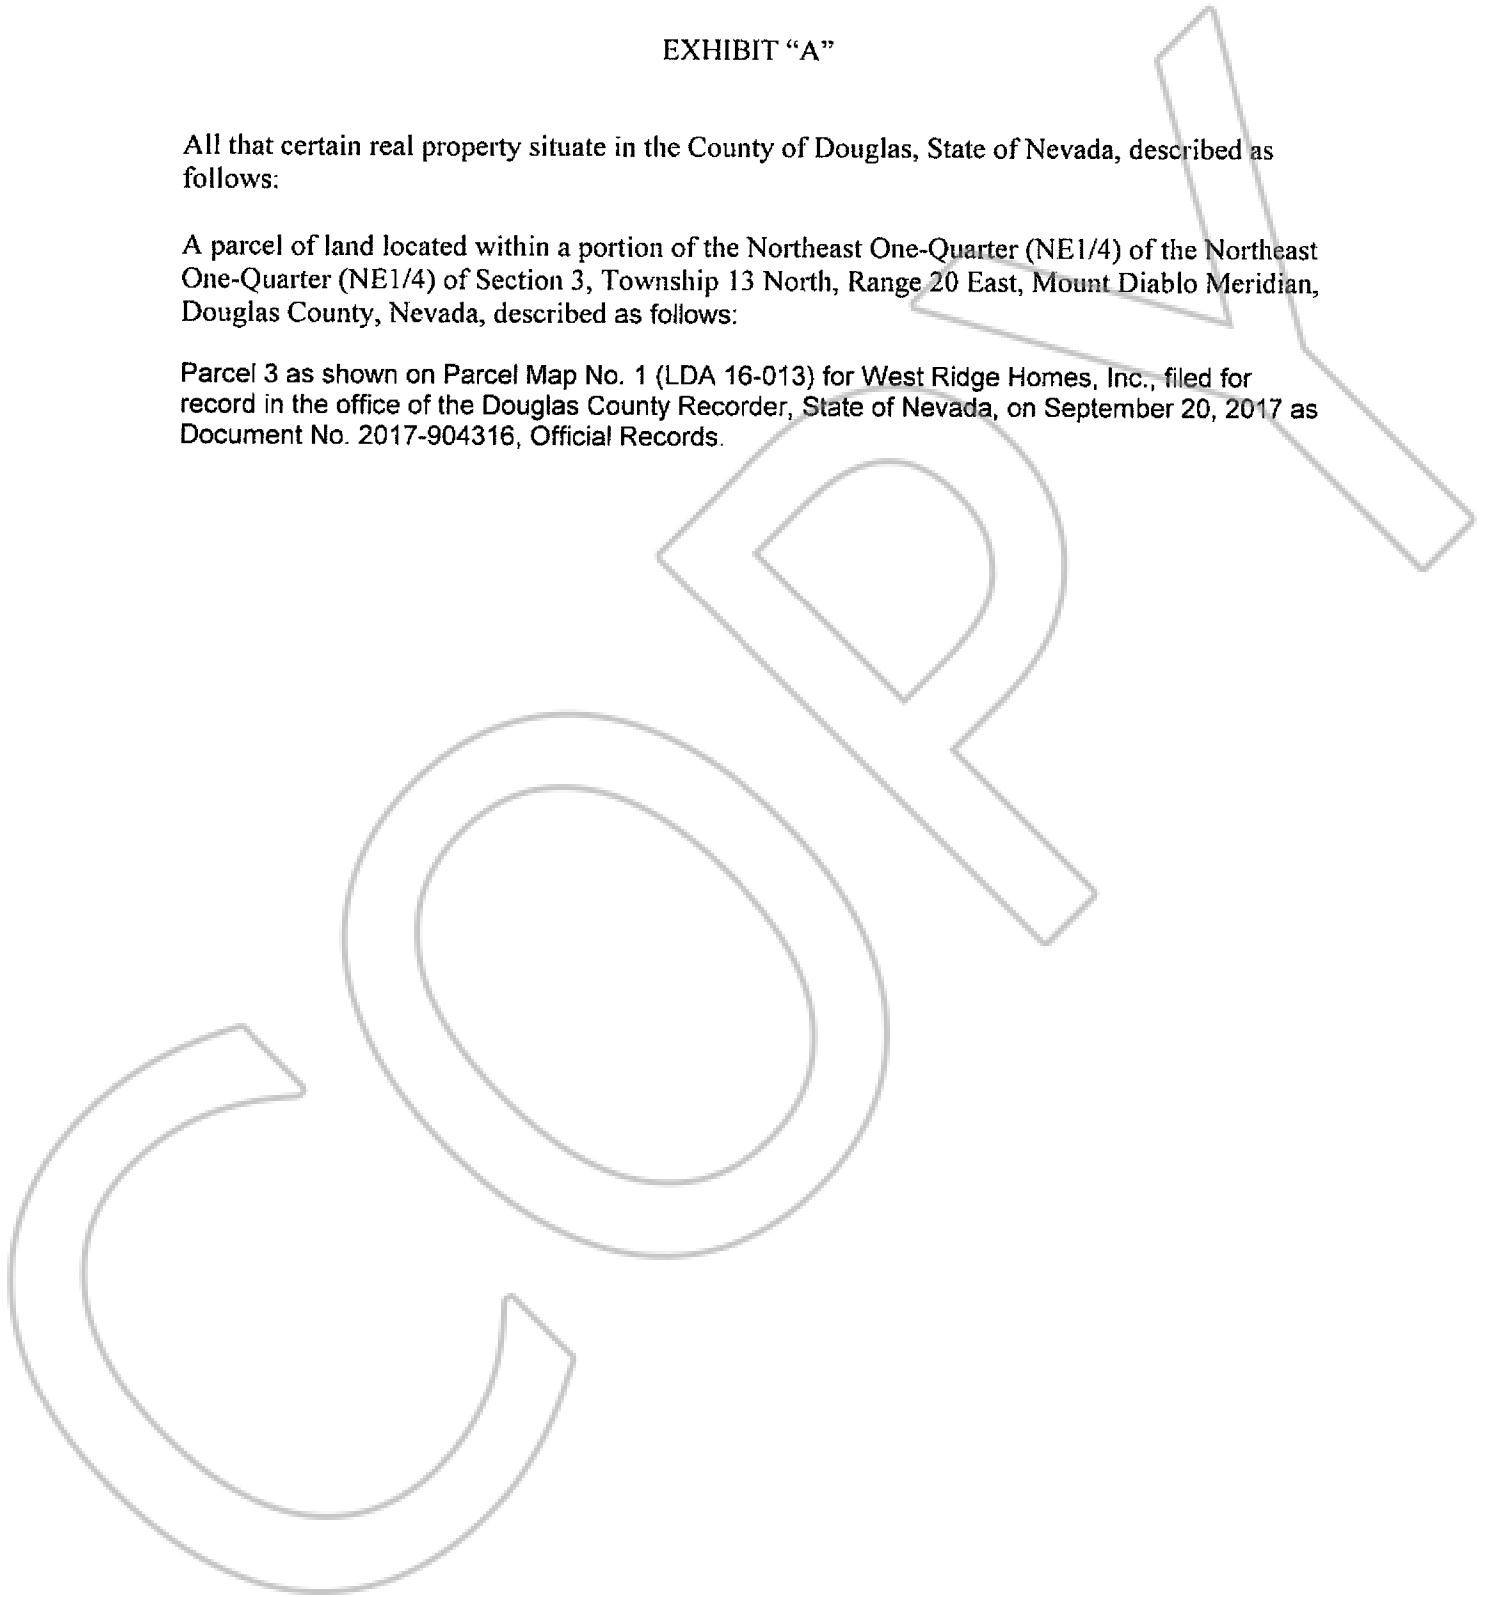 EXHIBIT “A”
All that certain real property situate in the County of Douglas, State of Nevada, described as
follows:
A parcel of land located within a portion of the Northeast One-Quarter (NE1/4) of the Northeast
One-Quarter (NE1/4) of Section 3, Township 13 North, Range 20 East, Mount Diablo Meridian,
Douglas County, Nevada, described as follows:
Parcel 3 as shown on Parcel Map No. 1 (LDA 16-013) for West Ridge Homes, Inc., filed for
record in the office of the Douglas County Recorder, State of Nevada, on September 20, 2017 as
Document No. 2017-904316, Official Records.
COPY